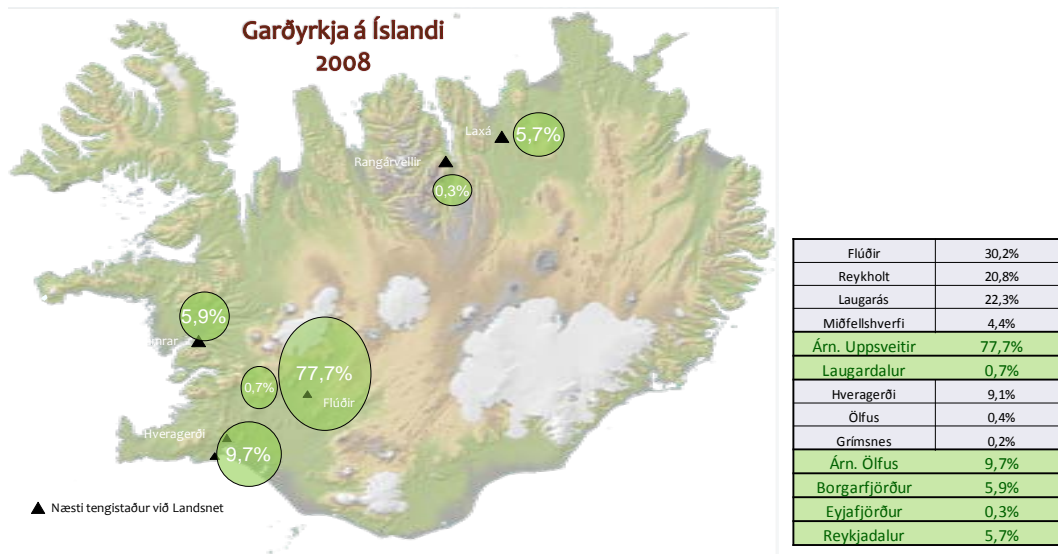 Garðyrkja á Íslandi
2008
Laxá
5,7%
Rangárvellir
0,3%
5,9%
0,7%
77,7%
Flúðir
Hveragerði
9,7%
Næsti tengistaður við Landsnet
Flúðir 30,2%
Reykholt 20,8%
Laugarás 22,3%
Miðfellshverfi 4,4%
Árn. Uppsveitir 77,7%
Laugardalur 0,7%
Hveragerði 9,1%
Ölfus 0,4%
Grímsnes 0,2%
Árn. Ölfus 9,7%
Borgarfjörður 5,9%
Eyjafjörður 0,3%
Reykjadalur 5,7%